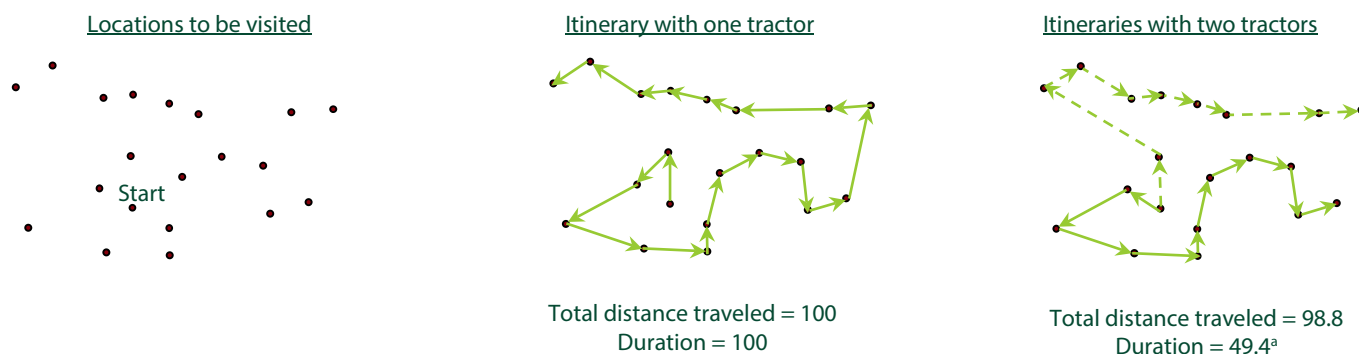 Locations to be visited
Start
Itinerary with one tractor
Total distance traveled = 100
Duration = 100
Itineraries with two tractors
Total distance traveled = 98.8
Duration = 49.4ᵃ